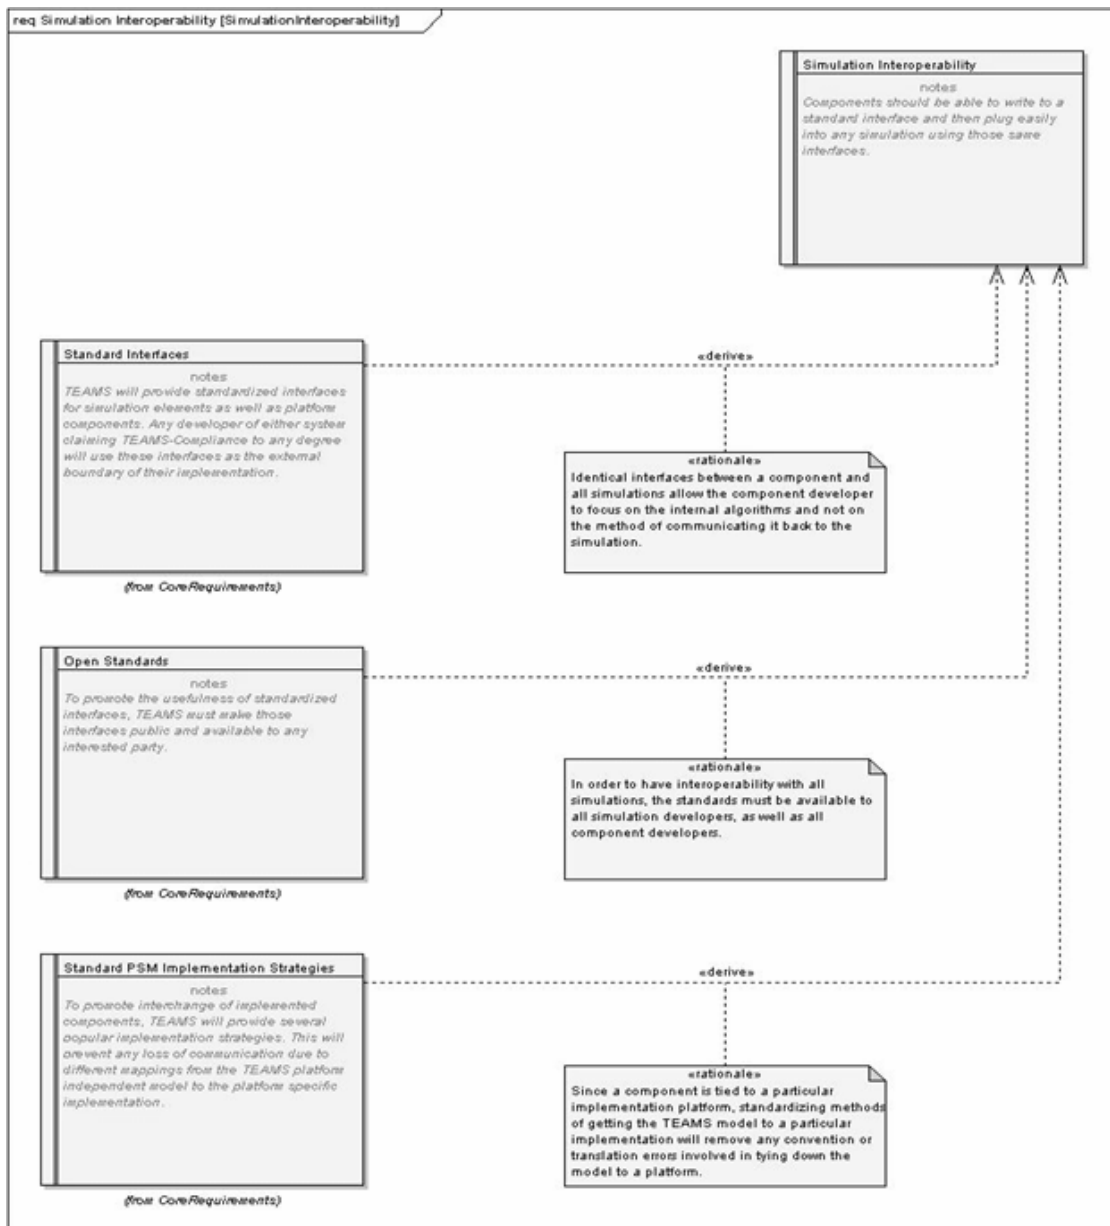 req Simulation Interoperability [SimulationInteroperability]
Simulation Interoperability
notes
Components should be able to write to a
standard interface and then plug easily
into any simulation using those same
interfaces.
Standard Interfaces
notes
TEAMS will provide standardized interfaces
for simulation elements as well as platform
components. Any developer of either system
claiming TEAMS-Compliance to any degree
will use these interfaces as the external
boundary of their implementation.
(from CoreRequirements)
«derive»
«rationale»
Identical interfaces between a component and
all simulations allow the component developer
to focus on the internal algorithms and not on
the method of communicating it back to the
simulation.
Open Standards
notes
To promote the usefulness of standardized
interfaces, TEAMS must make those
interfaces public and available to any
interested party.
(from CoreRequirements)
«derive»
«rationale»
In order to have interoperability with all
simulations, the standards must be available to
all simulation developers, as well as all
component developers.
Standard PSM Implementation Strategies
notes
To promote interchange of implemented
components, TEAMS will provide several
popular implementation strategies. This will
prevent any loss of communication due to
different mappings from the TEAMS platform
independent model to the platform specific
implementation.
(from CoreRequirements)
«derive»
«rationale»
Since a component is tied to a particular
implementation platform, standardizing methods
of getting the TEAMS model to a particular
implementation will remove any convention or
translation errors involved in tying down the
model to a platform.